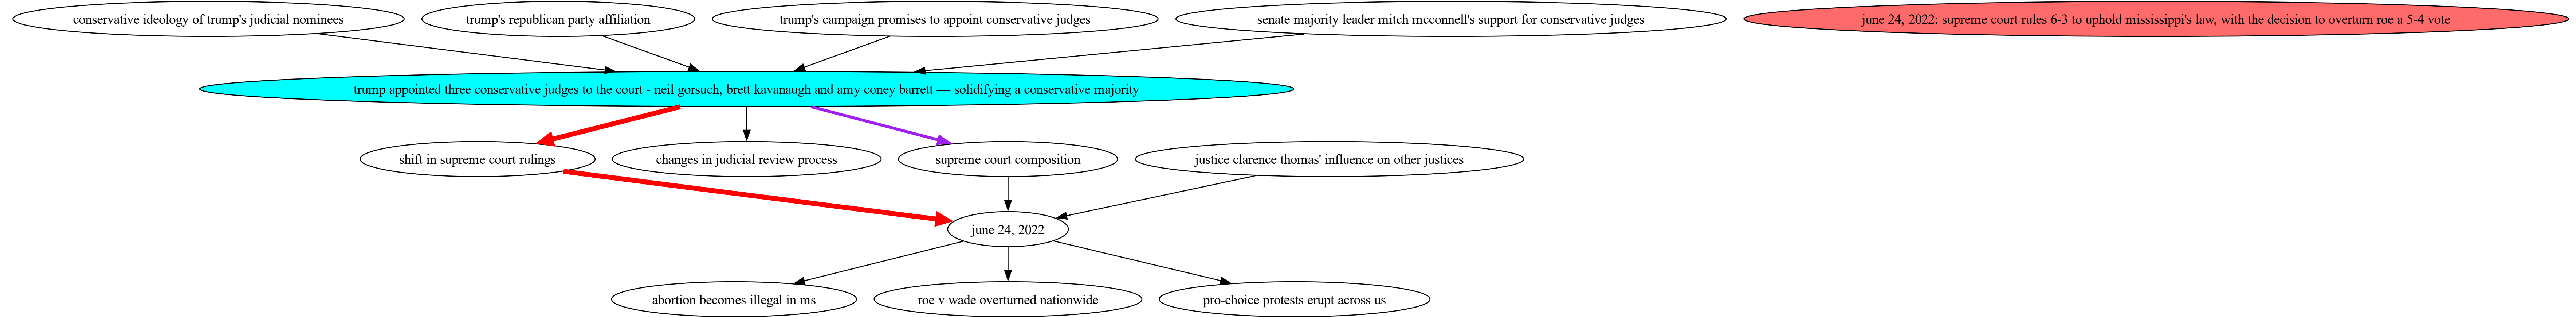 conservative ideology of trump's judicial nominees
trump's republican party affiliation
trump's campaign promises to appoint conservative judges
senate majority leader mitch mcconnell's support for conservative judges
june 24, 2022: supreme court rules 6-3 to uphold mississippi's law, with the decision to overturn roe a 5-4 vote
trump appointed three conservative judges to the court - neil gorsuch, brett kavanaugh and amy coney barrett — solidifying a conservative majority
shift in supreme court rulings
changes in judicial review process
supreme court composition
justice clarence thomas' influence on other justices
june 24, 2022
abortion becomes illegal in ms
roe v wade overturned nationwide
pro-choice protests erupt across us